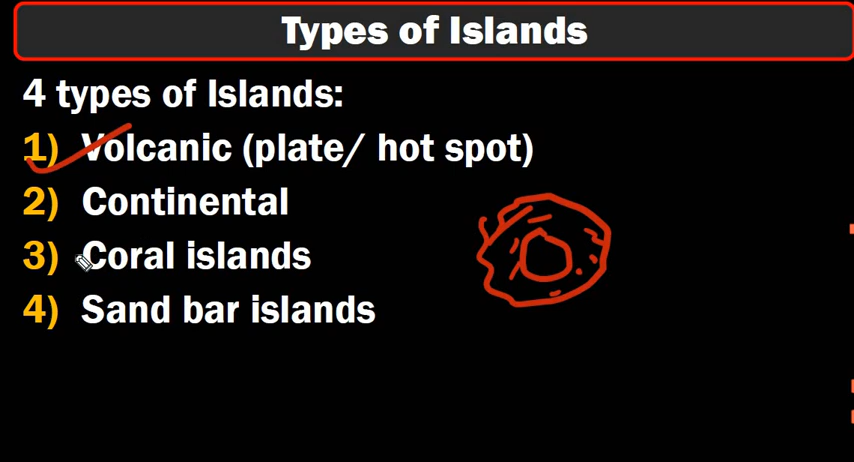 Types of Islands
4 types of Islands:
1) Volcanic (plate/ hot spot)
2) Continental
3) Coral islands
4) Sand bar islands